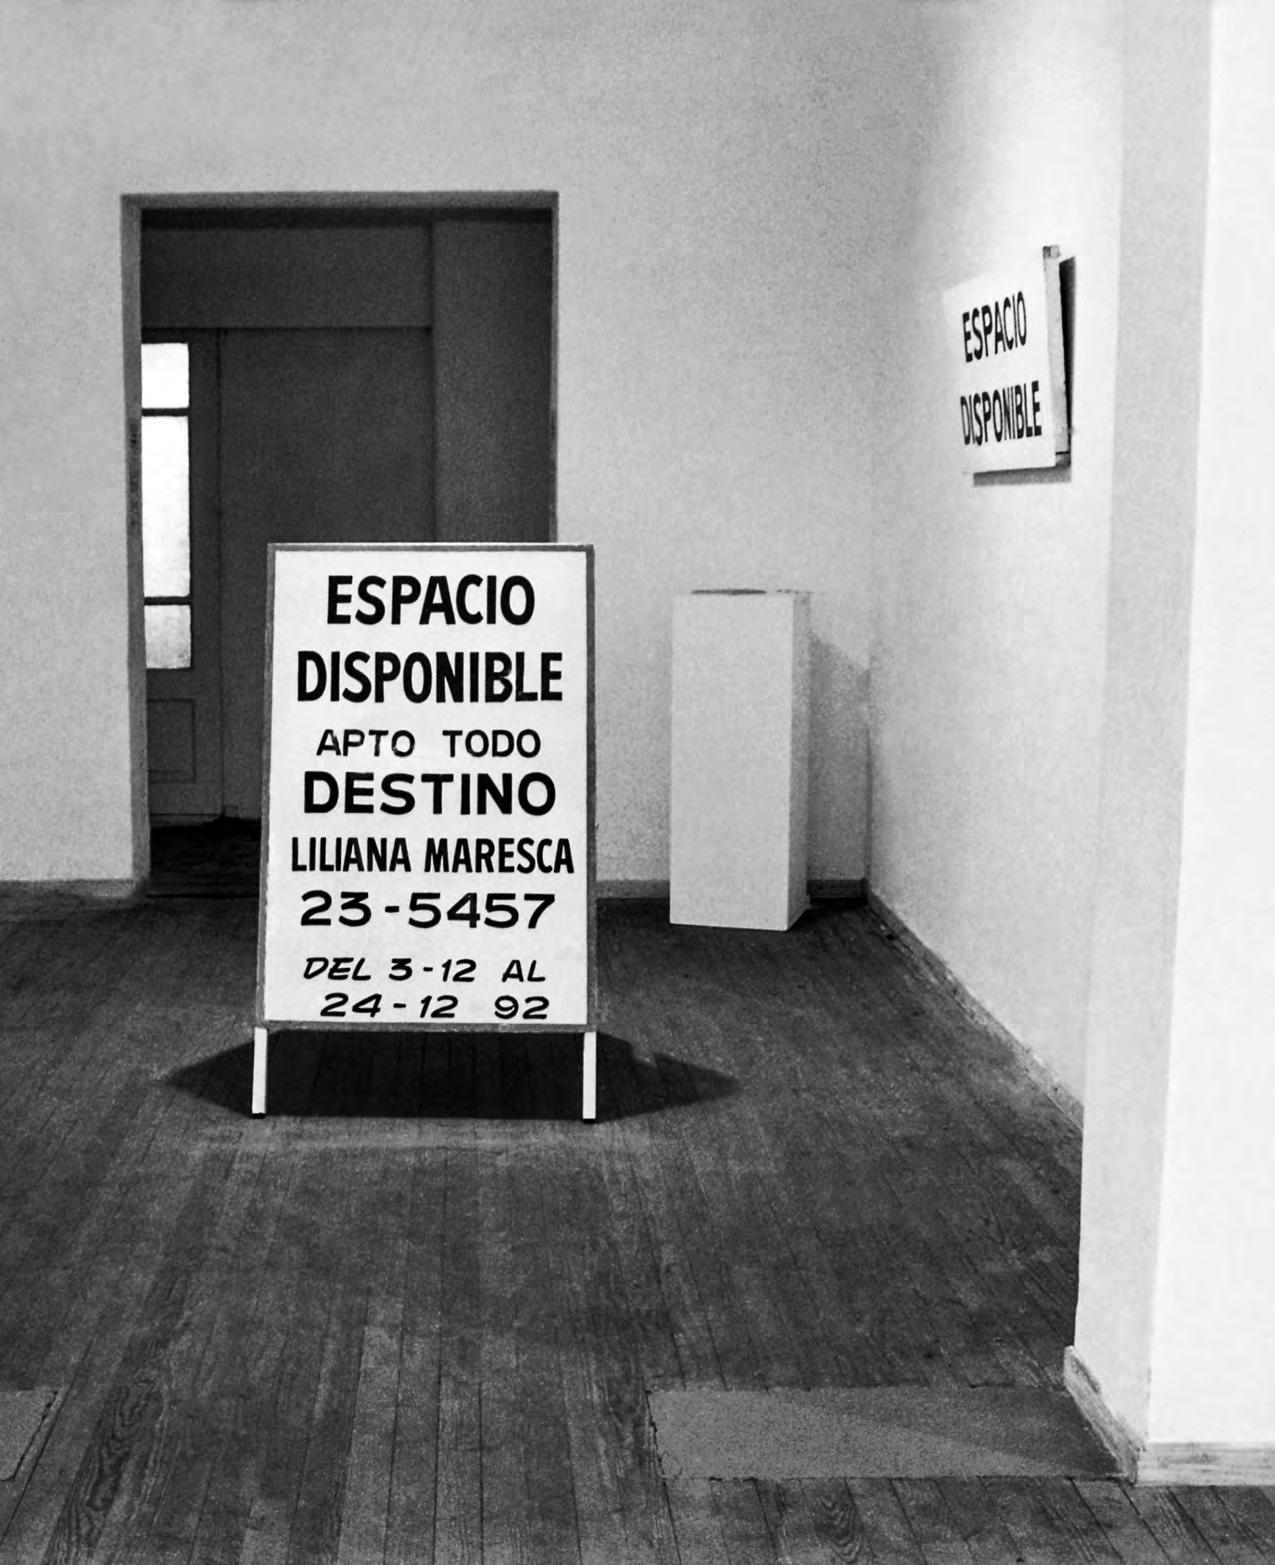 ESPACIO
DISPONIBLE
APTO TODO
DESTINO
LILIANA MARESCA
23-5457
DEL 3-12 AL
24-12 92
ESPACIO
DISPONIBLE